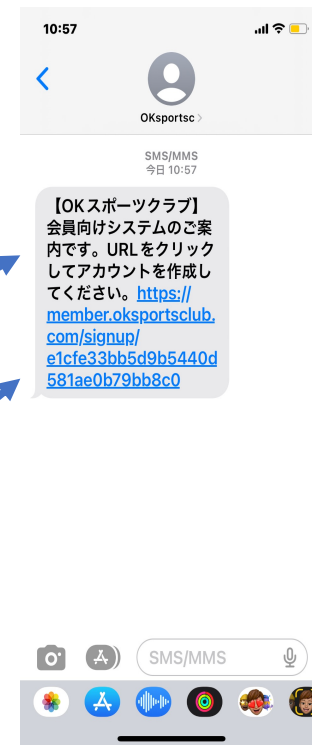 10:57
OKsportsc
SMS/MMS
今日 10:57
【OKスポーツクラブ】
会員向けシステムのご案
内です。URLをクリック
してアカウントを作成し
てください。https://
member.oksportsclub.
com/signup/
e1cfe33bb5d9b5440d
581ae0b79bb8c0
SMS/MMS